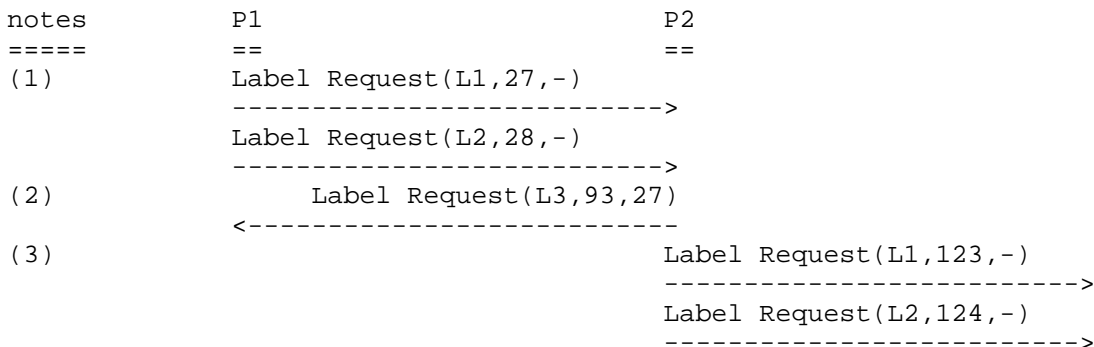 notes         P1                         P2
=====         ==                         ==
(1)           Label Request(L1,27,-)
              --------------------------->
              Label Request(L2,28,-)
              --------------------------->
(2)                Label Request(L3,93,27)
              <---------------------------
(3)                                      Label Request(L1,123,-)
                                         -------------------------->
                                         Label Request(L2,124,-)
                                         -------------------------->